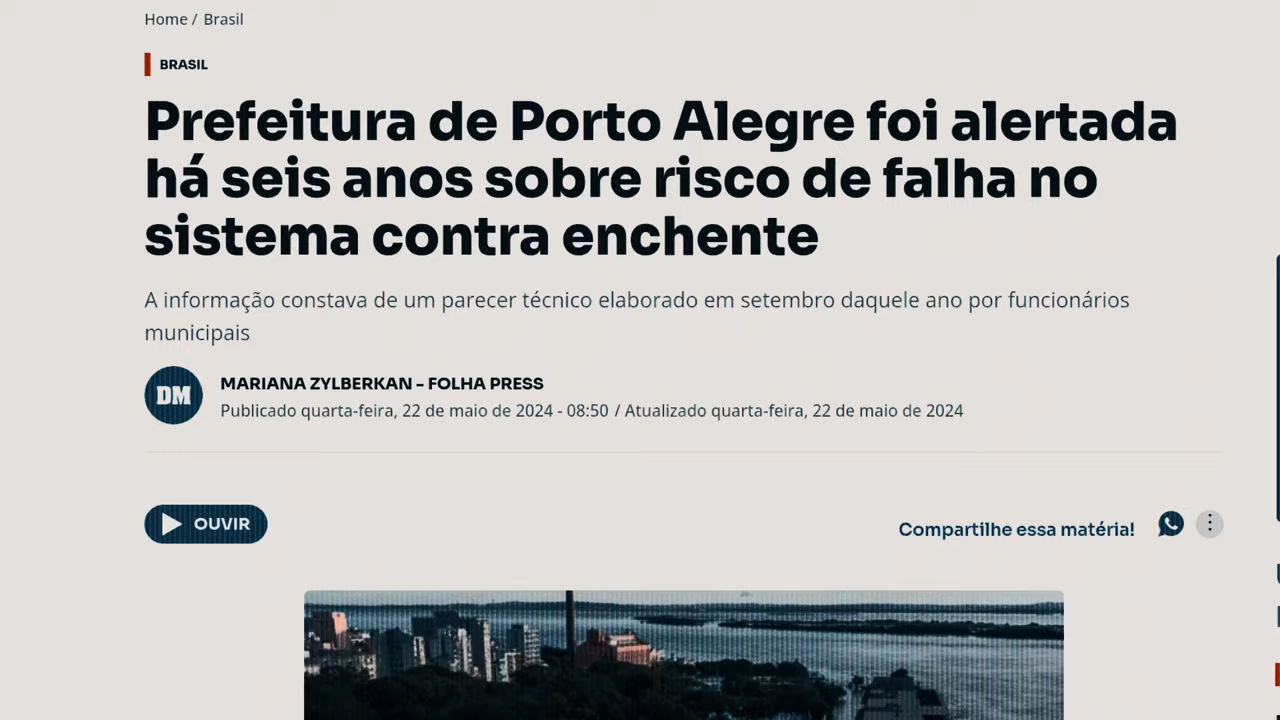 Home / Brasil
BRASIL
Prefeitura de Porto Alegre foi alertada
há seis anos sobre risco de falha no
sistema contra enchente
A informação constava de um parecer técnico elaborado em setembro daquele ano por funcionários
municipais
DM
MARIANA ZYLBERKAN - FOLHA PRESS
Publicado quarta-feira, 22 de maio de 2024 - 08:50 / Atualizado quarta-feira, 22 de maio de 2024
OUVIR
Compartilhe essa matéria!